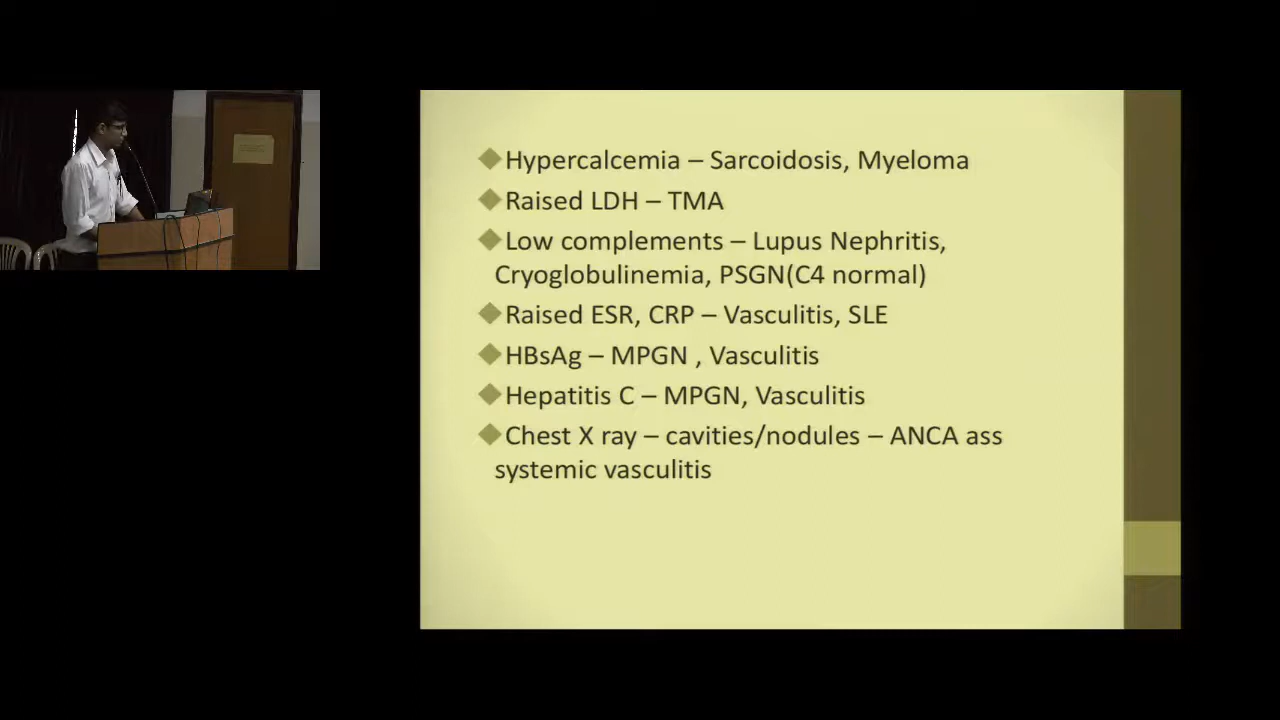 Hypercalcemia – Sarcoidosis, Myeloma
Raised LDH – TMA
Low complements – Lupus Nephritis,
Cryoglobulinemia, PSGN(C4 normal)
Raised ESR, CRP – Vasculitis, SLE
HBsAg – MPGN , Vasculitis
Hepatitis C – MPGN, Vasculitis
Chest X ray – cavities/nodules – ANCA ass
systemic vasculitis